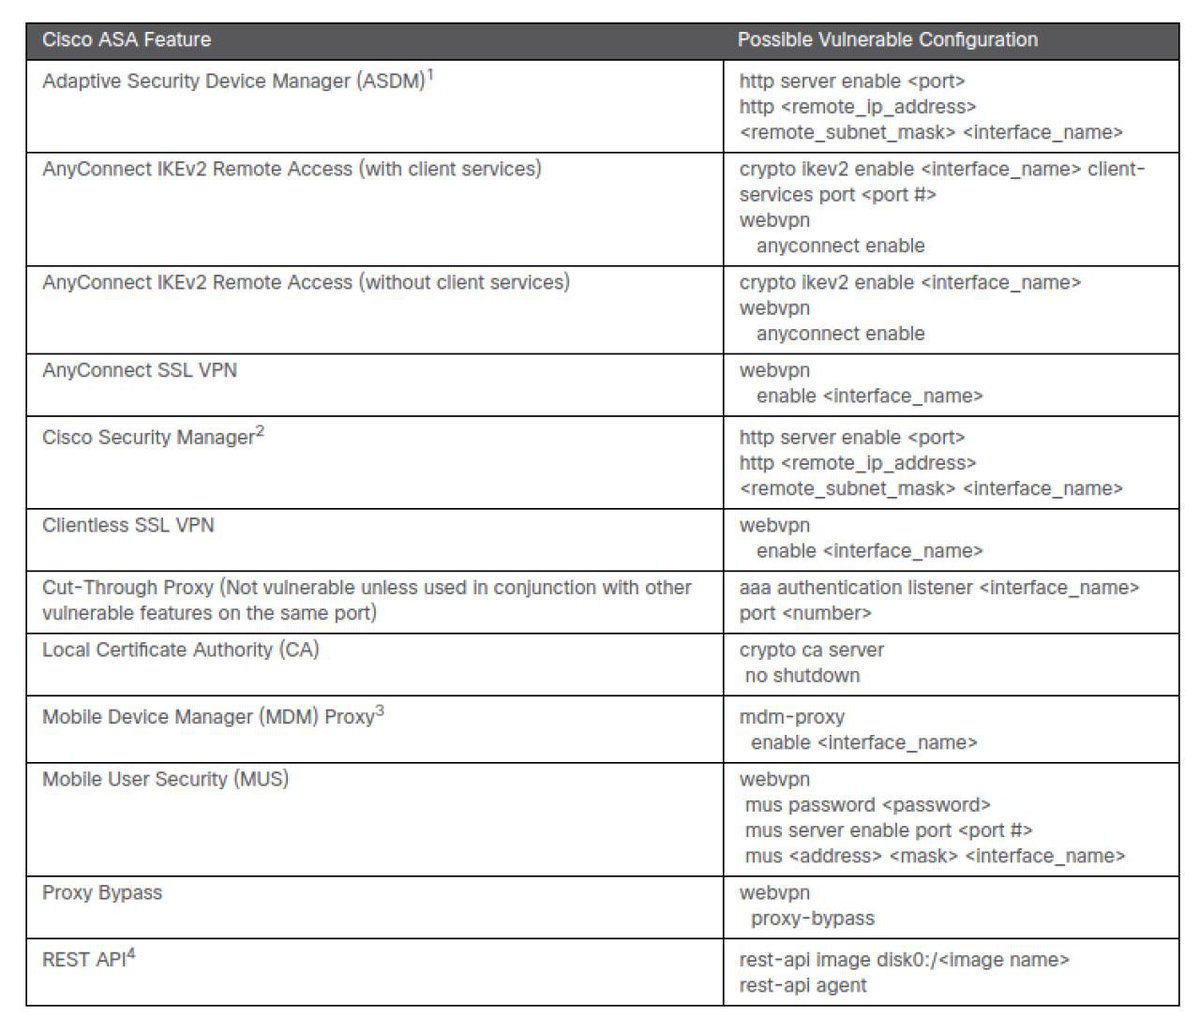 Cisco ASA Feature
Possible Vulnerable Configuration
Adaptive Security Device Manager (ASDM)1
http server enable <port>
http <remote_ip_address>
<remote_subnet_mask> <interface_name>
AnyConnect IKEv2 Remote Access (with client services)
crypto ikev2 enable <interface_name> client-
services port <port #>
webvpn
anyconnect enable
AnyConnect IKEv2 Remote Access (without client services)
crypto ikev2 enable <interface_name>
webvpn
anyconnect enable
AnyConnect SSL VPN
webvpn
enable <interface_name>
Cisco Security Manager2
http server enable <port>
http <remote_ip_address>
<remote_subnet_mask> <interface_name>
Clientless SSL VPN
webvpn
enable <interface_name>
Cut-Through Proxy (Not vulnerable unless used in conjunction with other
vulnerable features on the same port)
aaa authentication listener <interface_name>
port <number>
Local Certificate Authority (CA)
crypto ca server
no shutdown
Mobile Device Manager (MDM) Proxy3
mdm-proxy
enable <interface_name>
Mobile User Security (MUS)
webvpn
mus password <password>
mus server enable port <port #>
mus <address> <mask> <interface_name>
Proxy Bypass
webvpn
proxy-bypass
REST API4
rest-api image disk0:/<image name>
rest-api agent